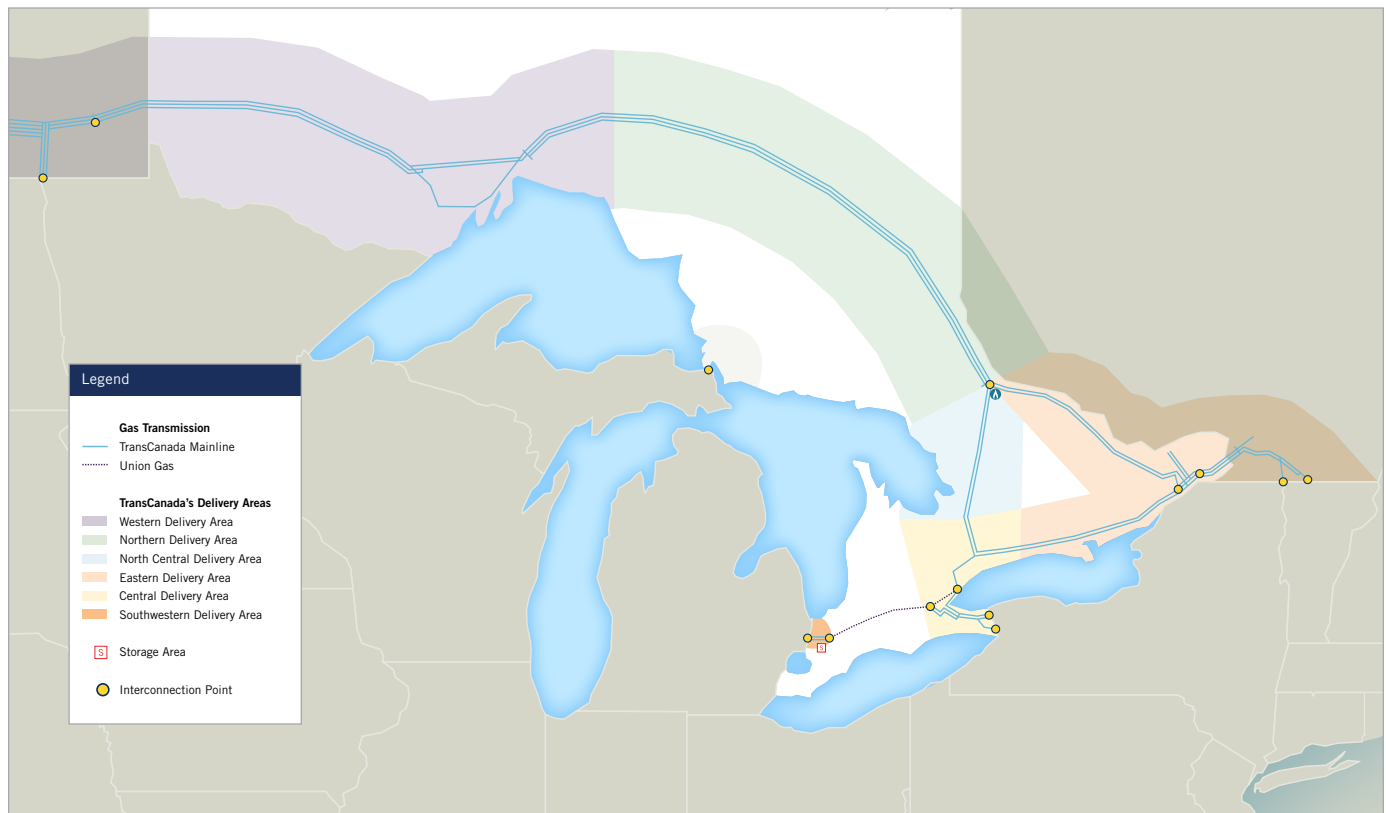 Legend
Gas Transmission
TransCanada Mainline
Union Gas
TransCanada's Delivery Areas
Western Delivery Area
Northern Delivery Area
North Central Delivery Area
Eastern Delivery Area
Central Delivery Area
Southwestern Delivery Area
S Storage Area
Interconnection Point
S